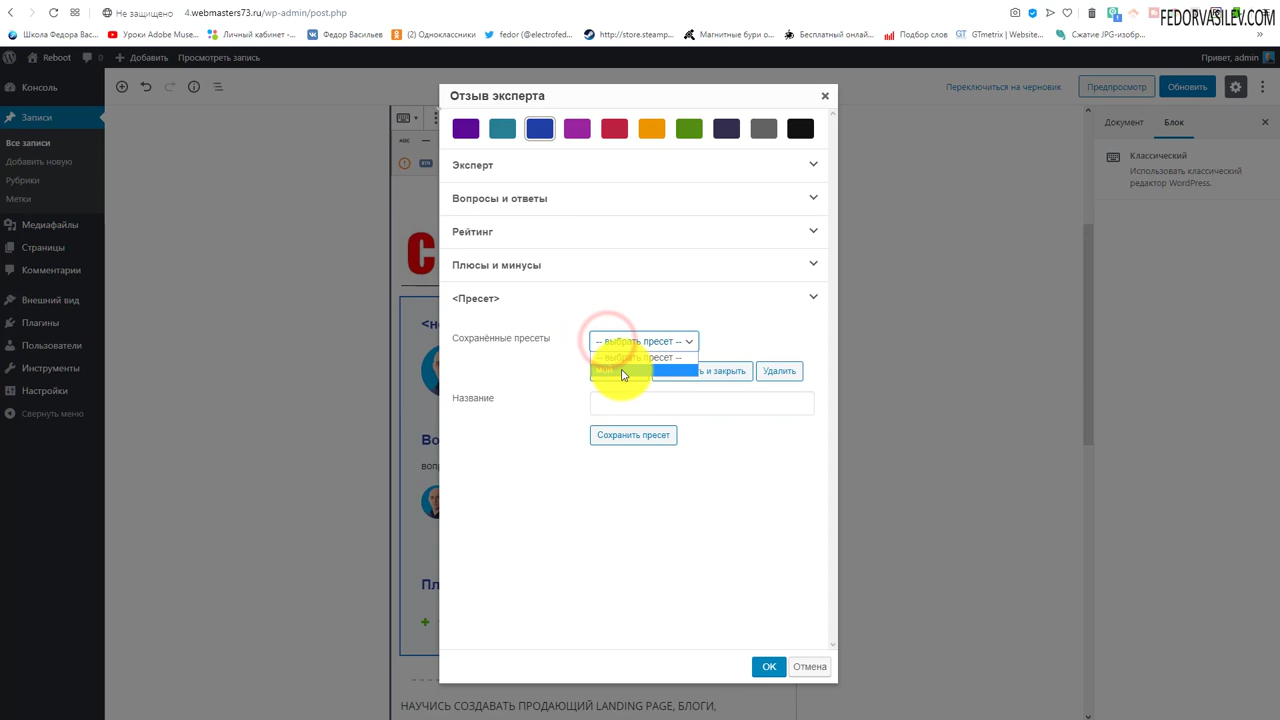 Не защищено
4.webmasters73.ru/wp-admin/post.php
FEDORVASILEV.COM
Школа Федора Вас...
Уроки Adobe Muse...
Личный кабинет -...
Федор Васильев
(2) Одноклассники
fedor (@electrofed...
http://store.steamp...
Магнитные бури о...
Бесплатный онлай...
Подбор слов
GTmetrix | Website...
Сжатие JPG-изобр...
Reboot
0
Добавить
Просмотреть запись
Привет, admin
Консоль
Записи
Все записи
Добавить новую
Рубрики
Метки
Медиафайлы
Страницы
Комментарии
Внешний вид
Плагины
Пользователи
Инструменты
Настройки
Свернуть меню
Переключиться на черновик
Предпросмотр
Обновить
Отзыв эксперта
Эксперт
Вопросы и ответы
Рейтинг
Плюсы и минусы
<Пресет>
Сохранённые пресеты
-- выбрать пресет --
-- выбрать пресет --
ь и закрыть
Удалить
Название
Сохранить пресет
OK
Отмена
Документ
Блок
Классический
Использовать классический
редактор WordPress.
С
Во
вопр
Пл
НАУЧИСЬ СОЗДАВАТЬ ПРОДАЮЩИЙ LANDING PAGE, БЛОГИ,